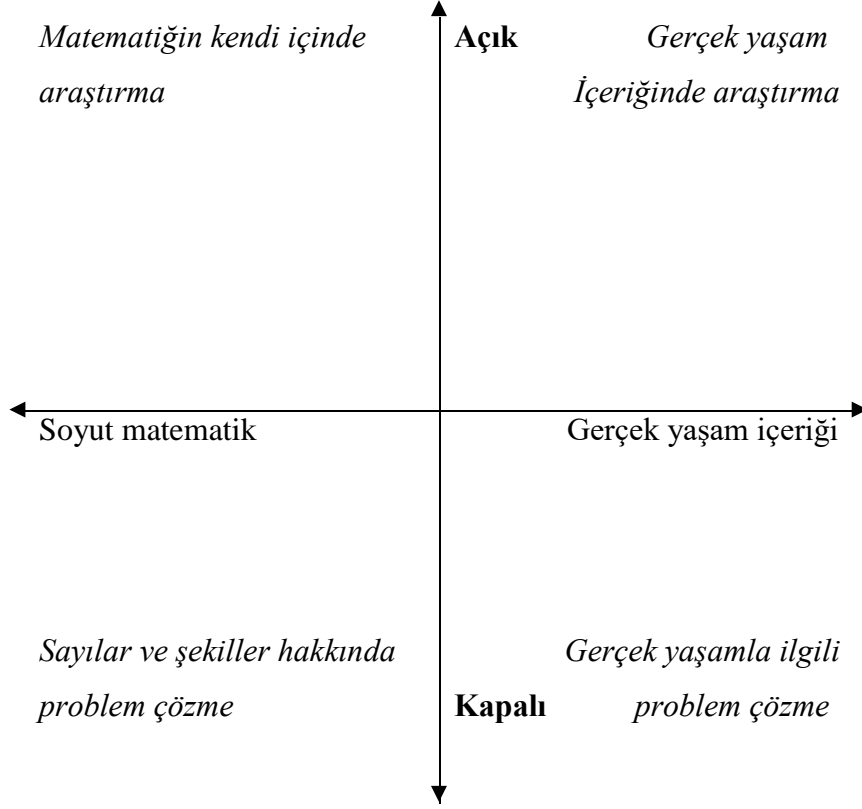 Matematiğin kendi içinde
araştırma
Açık
Gerçek yaşam
İçeriğinde araştırma
Soyut matematik
Gerçek yaşam içeriği
Sayılar ve şekiller hakkında
problem çözme
Kapalı
Gerçek yaşamla ilgili
problem çözme